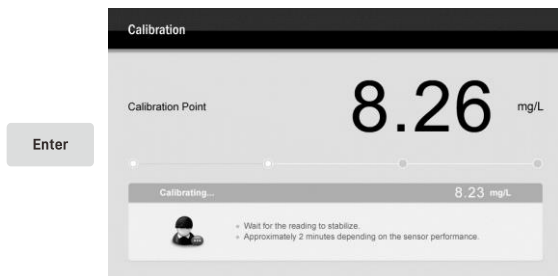 Calibration
Calibration Point 8.26 mg/L
Enter
Calibrating... 8.23 mg/L
Wait for the reading to stabilize.
Approximately 2 minutes depending on the sensor performance.